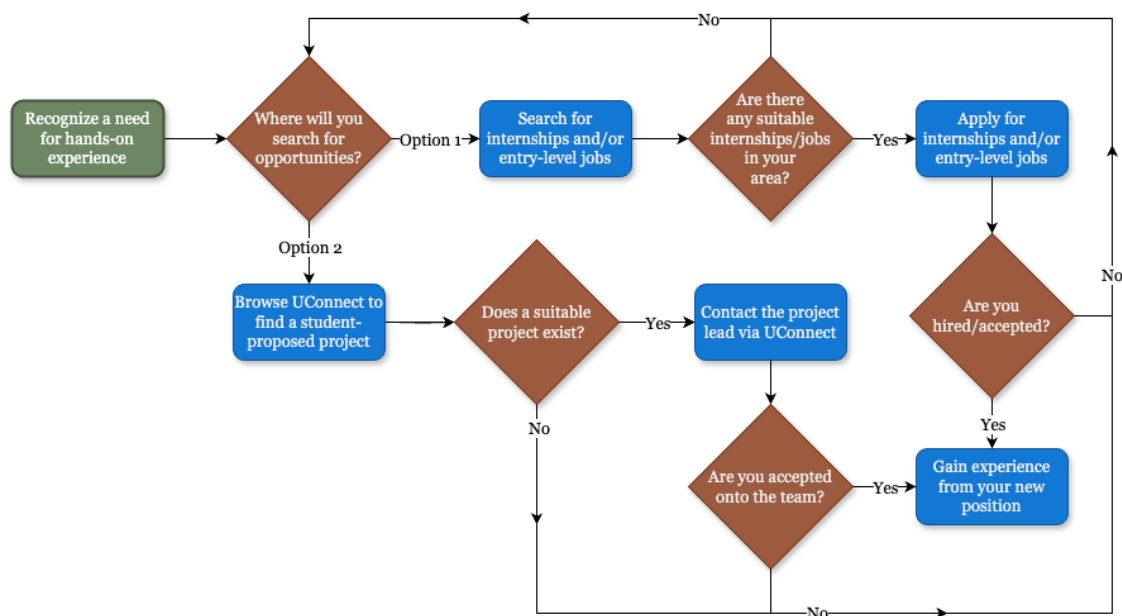 No
Recognize a need
for hands-on
experience
Where will you
search for
opportunities?
Option 1
Search for
internships and/or
entry-level jobs
Are there
any suitable
internships/jobs
in your
area?
Yes
Apply for
internships and/or
entry-level jobs
Option 2
No
Browse UConnect to
find a student-
proposed project
Does a suitable
project exist?
Yes
Contact the project
lead via UConnect
Are you
hired/accepted?
No
Yes
Are you accepted
onto the team?
Yes
Gain experience
from your new
position
No